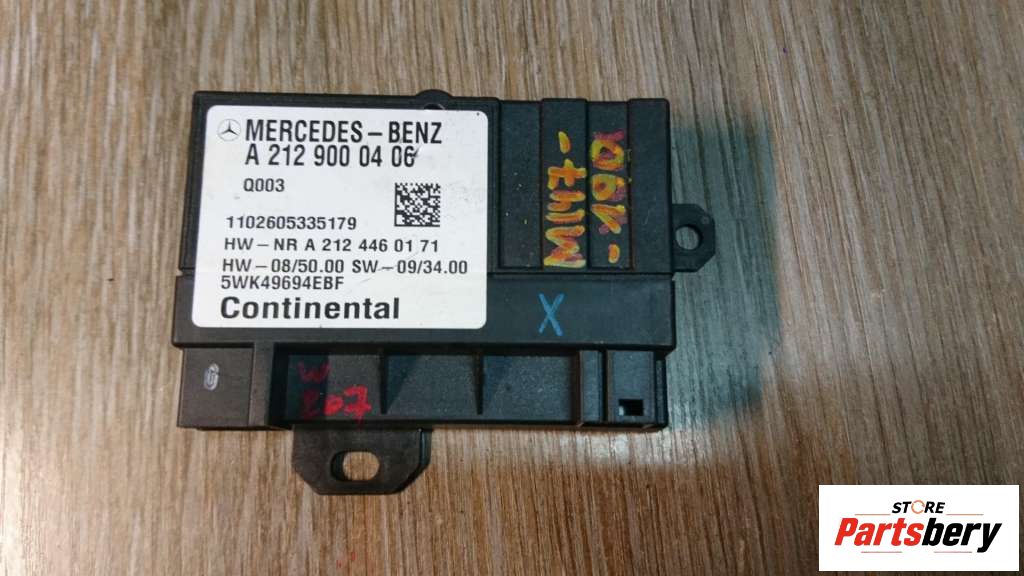 MERCEDES-BENZ
A 212 900 04 06
Q003
1102605335179
HW-NR A 212 446 01 71
HW-08/50.00 SW-09/34.00
5WK49694EBF
Continental
X
W
207
STORE
Partsbery